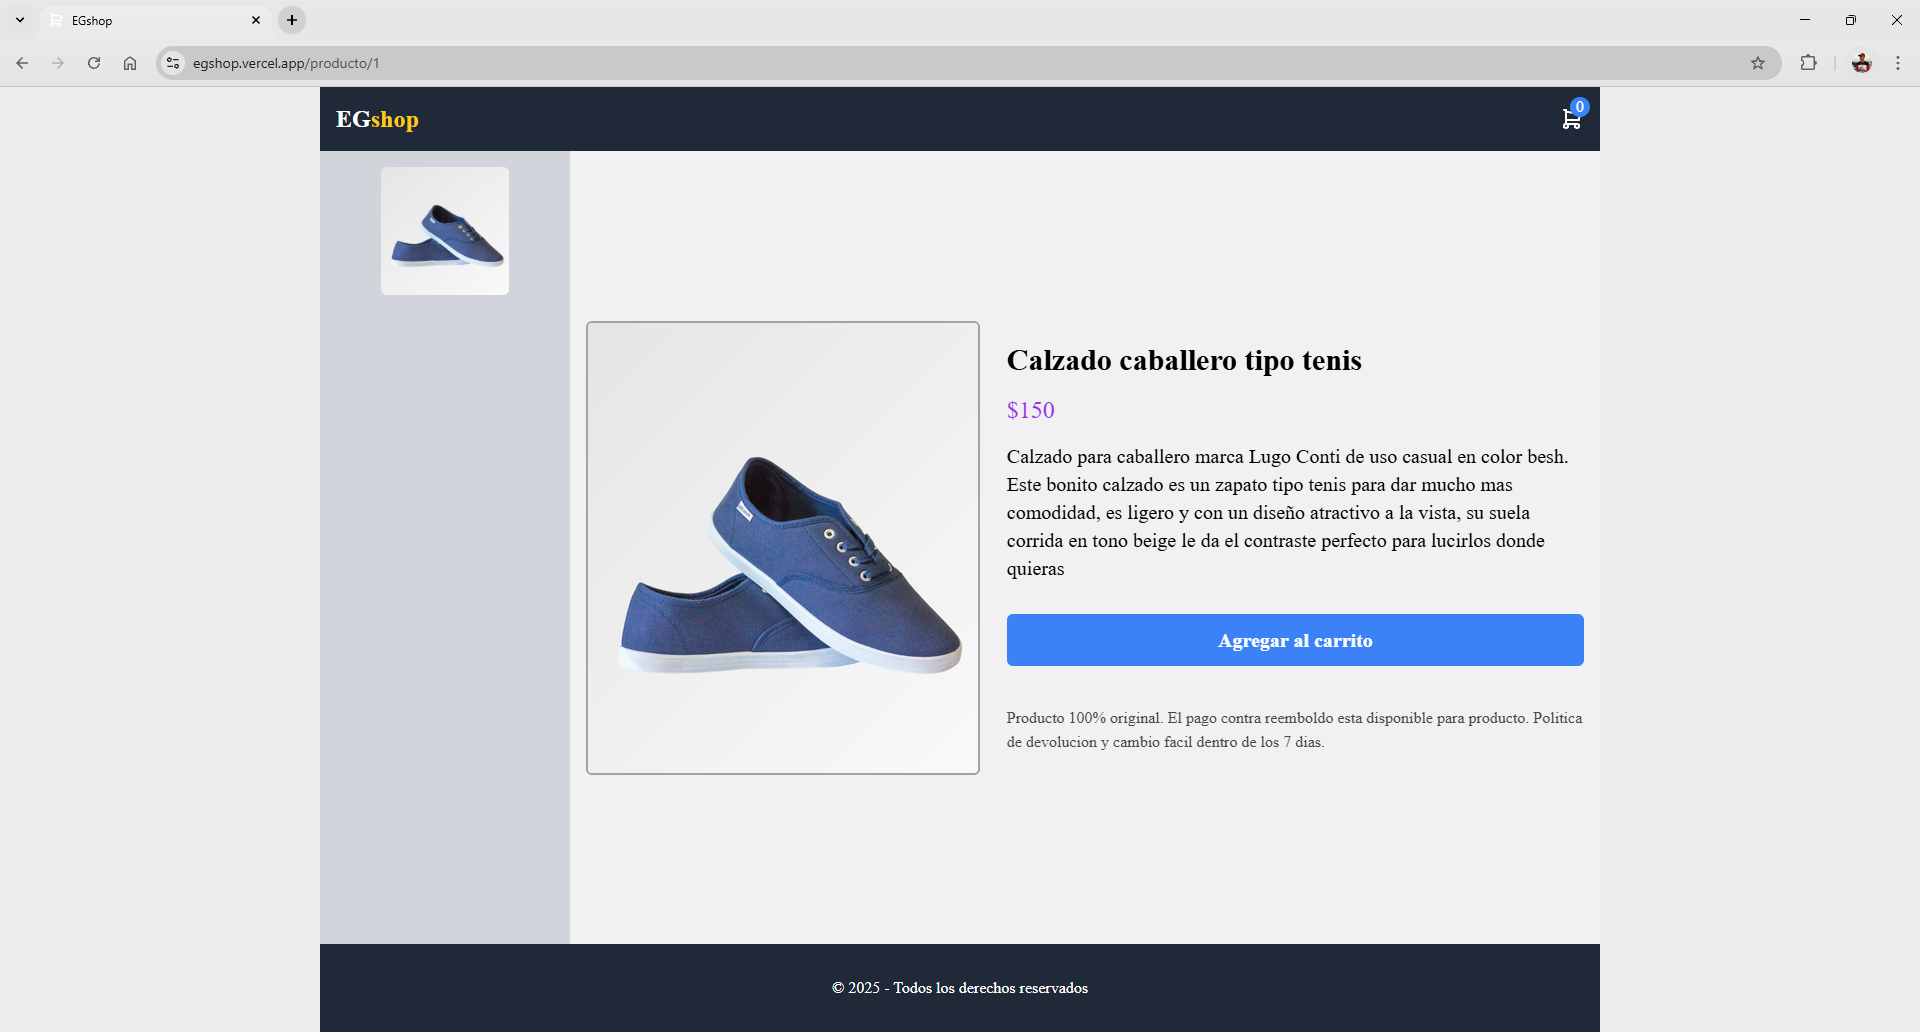 EGshop
egshop.vercel.app/producto/1
EGshop
0
Calzado caballero tipo tenis
$150
Calzado para caballero marca Lugo Conti de uso casual en color besh.
Este bonito calzado es un zapato tipo tenis para dar mucho mas
comodidad, es ligero y con un diseño atractivo a la vista, su suela
corrida en tono beige le da el contraste perfecto para lucirlos donde
quieras
Agregar al carrito
Producto 100% original. El pago contra reemboldo esta disponible para producto. Politica
de devolucion y cambio facil dentro de los 7 dias.
© 2025 - Todos los derechos reservados